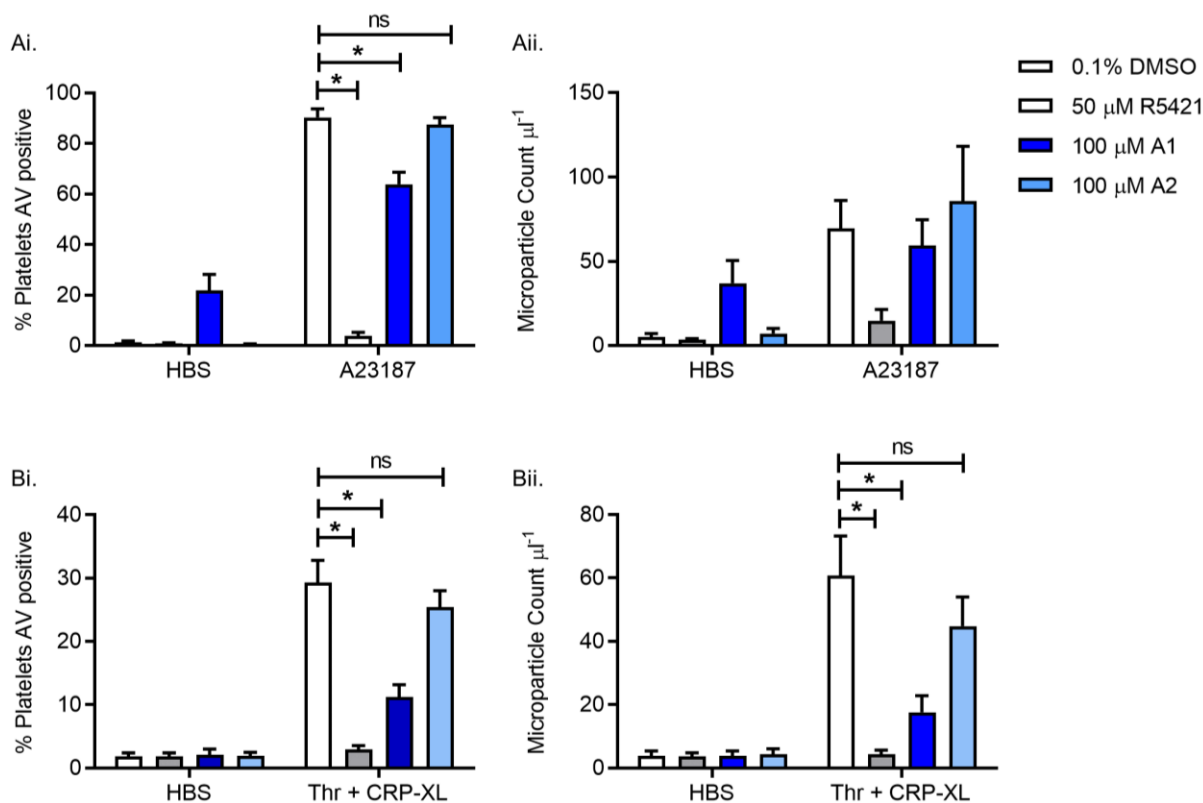 Ai.
ns
*
*
% Platelets AV positive
100
80
60
40
20
0
HBS
A23187
Aii.
Microparticle Count μl⁻¹
150
100
50
0
HBS
A23187
0.1% DMSO
50 μM R5421
100 μM A1
100 μM A2
Bi.
ns
*
*
% Platelets AV positive
40
30
20
10
0
HBS
Thr + CRP-XL
Bii.
ns
*
*
Microparticle Count μl⁻¹
80
60
40
20
0
HBS
Thr + CRP-XL